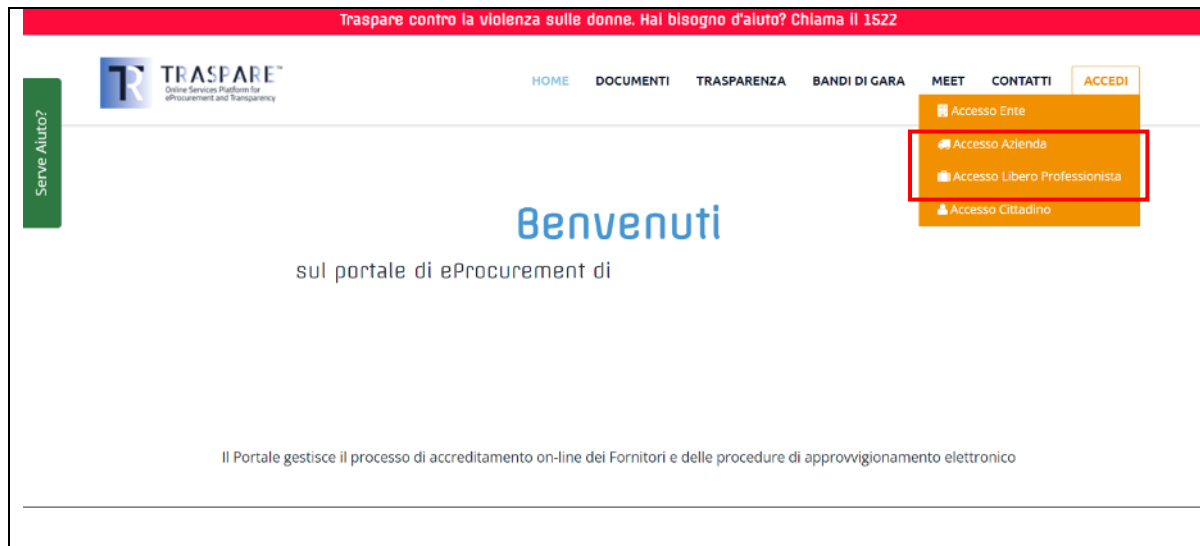 Traspare contro la violenza sulle donne. Hai bisogno d'aiuto? Chiama il 1522
TR TRASPARE™
Online Services Platform for
eProcurement and Transparency
HOME DOCUMENTI TRASPARENZA BANDI DI GARA MEET CONTATTI ACCEDI
Accesso Ente
Accesso Azienda
Accesso Libero Professionista
Accesso Cittadino
Serve Aiuto?
Benvenuti
sul portale di eProcurement di
Il Portale gestisce il processo di accreditamento on-line dei Fornitori e delle procedure di approvvigionamento elettronico